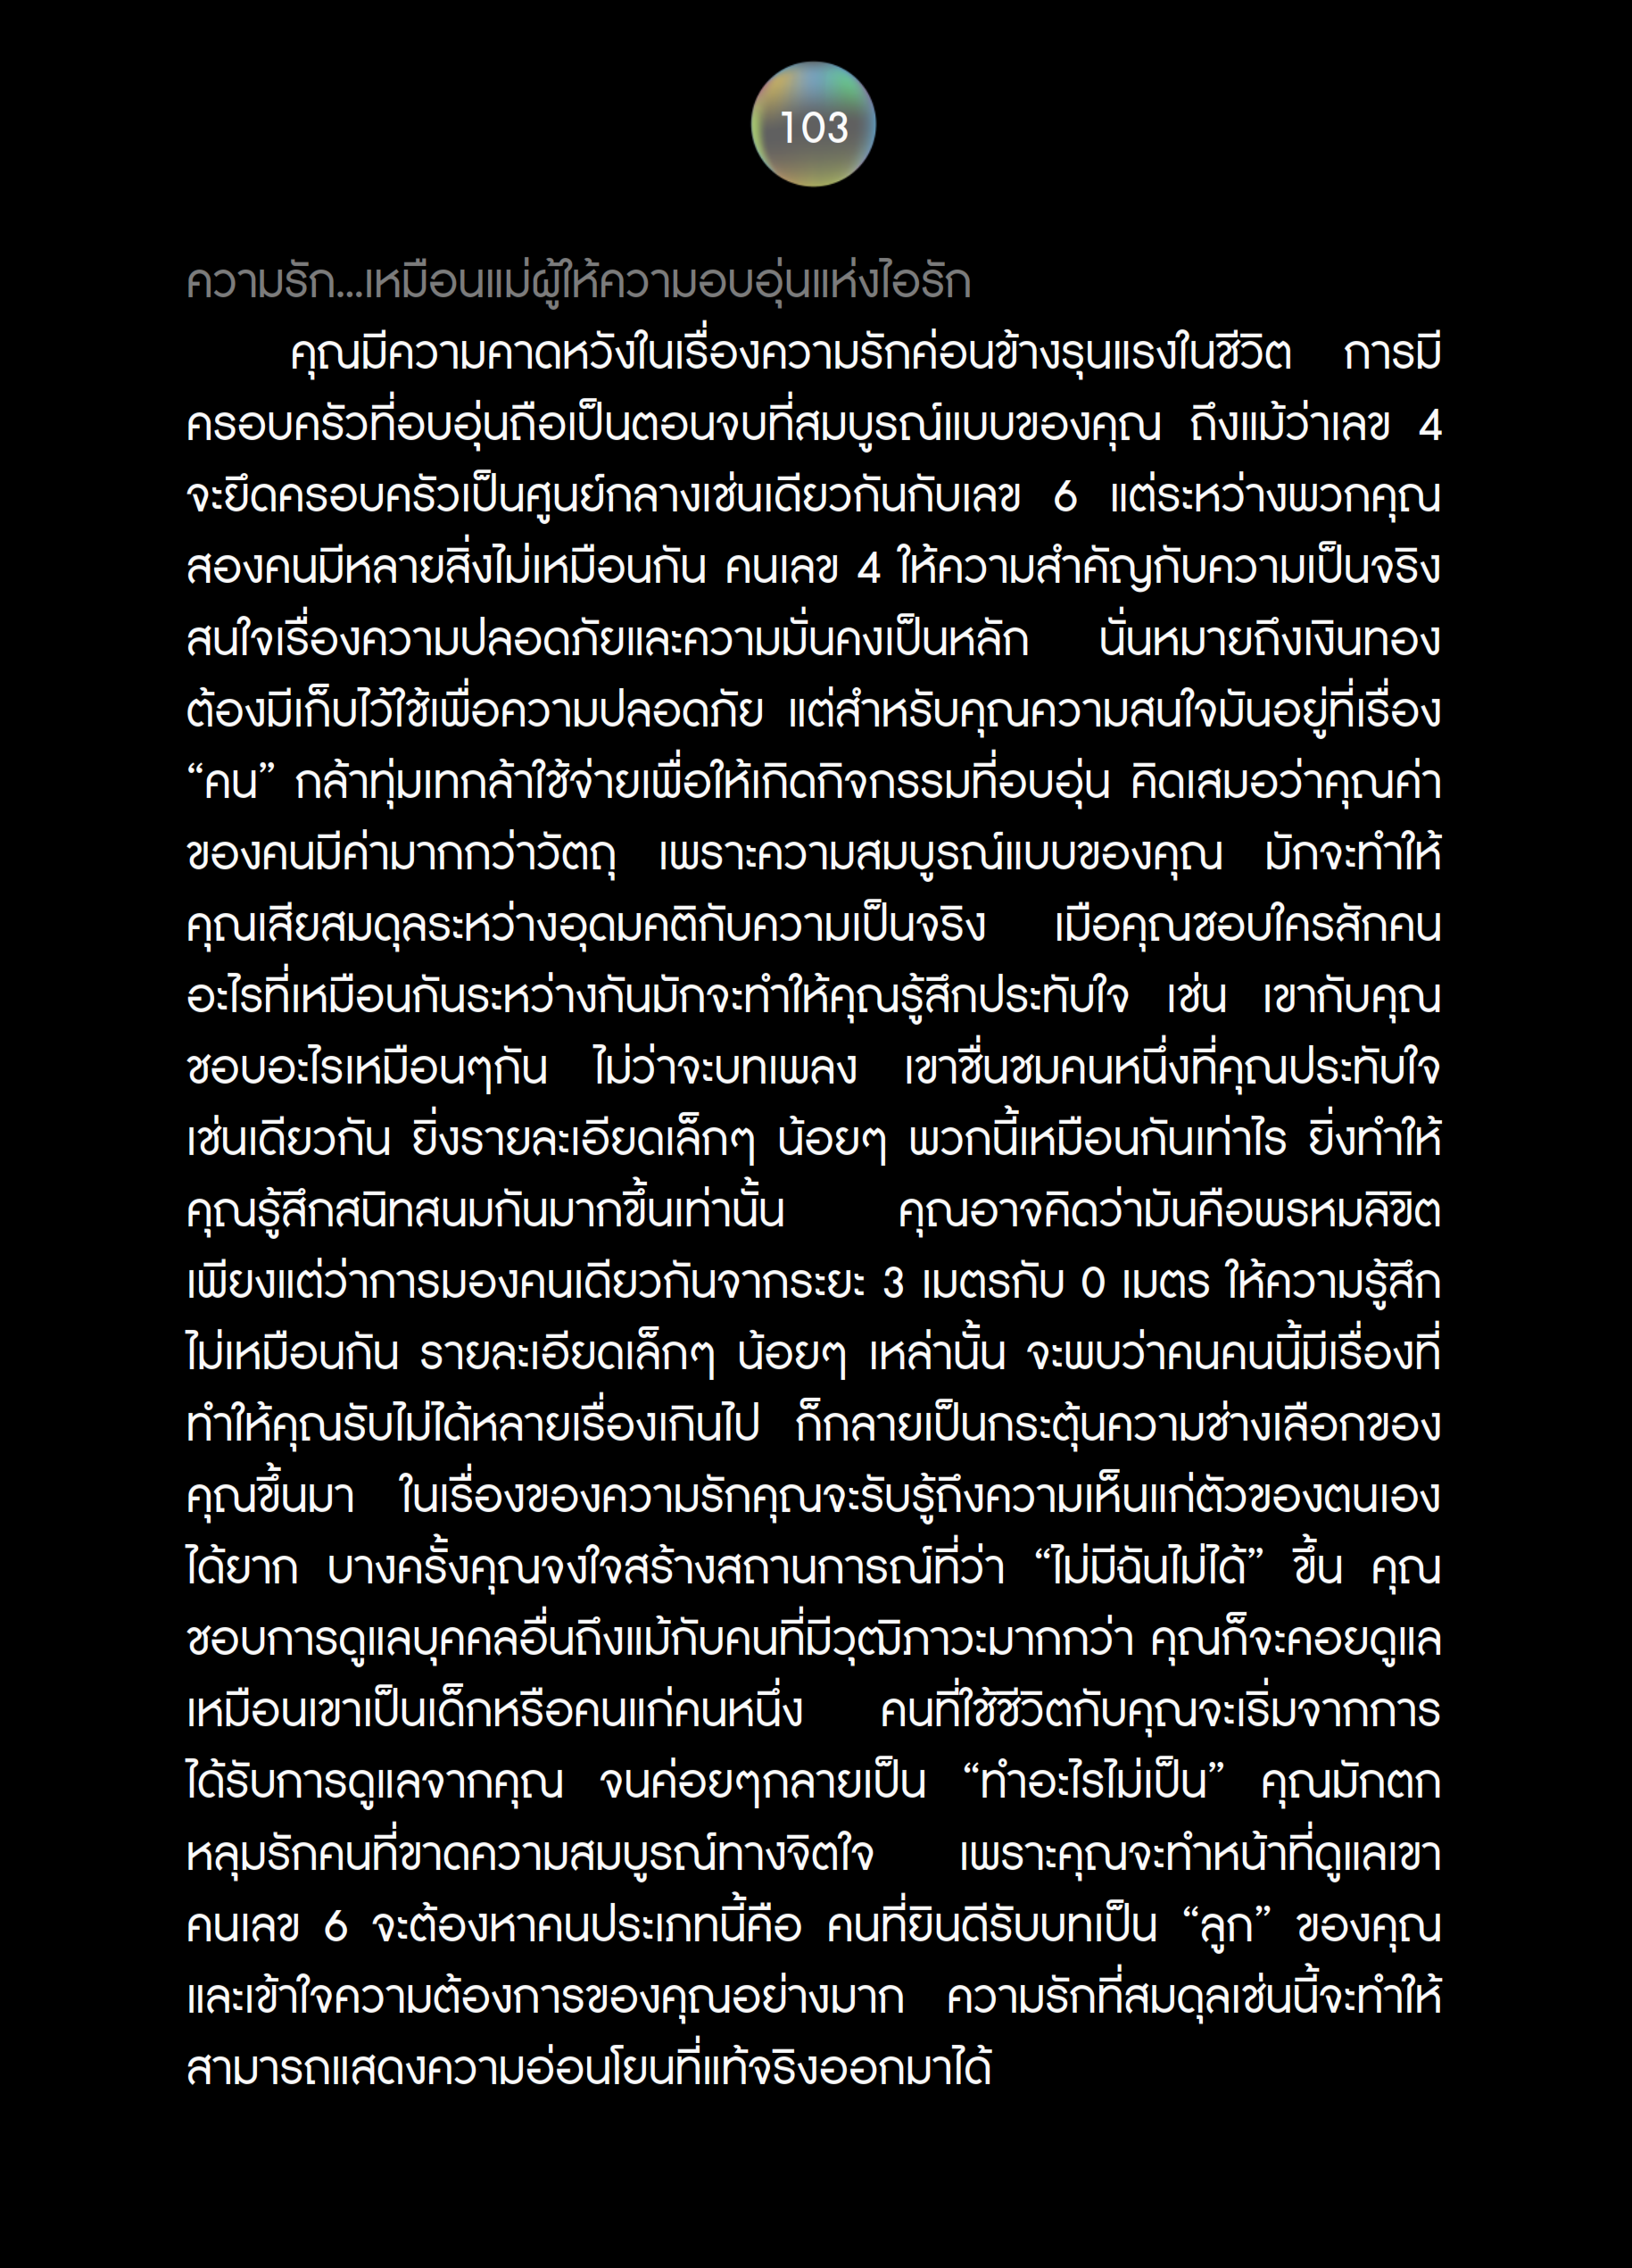 103
ความรัก...เหมือนแม่ผู้ให้ความอบอุ่นแห่งไอรัก
คุณมีความคาดหวังในเรื่องความรักค่อนข้างรุนแรงในชีวิต การมี
ครอบครัวที่อบอุ่นถือเป็นตอนจบที่สมบูรณ์แบบของคุณ ถึงแม้ว่าเลข 4
จะยึดครอบครัวเป็นศูนย์กลางเช่นเดียวกันกับเลข 6 แต่ระหว่างพวกคุณ
สองคนมีหลายสิ่งไม่เหมือนกัน คนเลข 4 ให้ความสำคัญกับความเป็นจริง
สนใจเรื่องความปลอดภัยและความมั่นคงเป็นหลัก นั่นหมายถึงเงินทอง
ต้องมีเก็บไว้ใช้เพื่อความปลอดภัย แต่สำหรับคุณความสนใจมันอยู่ที่เรื่อง
“คน” กล้าทุ่มเทกล้าใช้จ่ายเพื่อให้เกิดกิจกรรมที่อบอุ่น คิดเสมอว่าคุณค่า
ของคนมีค่ามากกว่าวัตถุ เพราะความสมบูรณ์แบบของคุณ มักจะทำให้
คุณเสียสมดุลระหว่างอุดมคติกับความเป็นจริง เมือคุณชอบใครสักคน
อะไรที่เหมือนกันระหว่างกันมักจะทำให้คุณรู้สึกประทับใจ เช่น เขากับคุณ
ชอบอะไรเหมือนๆกัน ไม่ว่าจะบทเพลง เขาชื่นชมคนหนึ่งที่คุณประทับใจ
เช่นเดียวกัน ยิ่งรายละเอียดเล็กๆ น้อยๆ พวกนี้เหมือนกันเท่าไร ยิ่งทำให้
คุณรู้สึกสนิทสนมกันมากขึ้นเท่านั้น คุณอาจคิดว่ามันคือพรหมลิขิต
เพียงแต่ว่าการมองคนเดียวกันจากระยะ 3 เมตรกับ 0 เมตร ให้ความรู้สึก
ไม่เหมือนกัน รายละเอียดเล็กๆ น้อยๆ เหล่านั้น จะพบว่าคนคนนี้มีเรื่องที่
ทำให้คุณรับไม่ได้หลายเรื่องเกินไป ก็กลายเป็นกระตุ้นความช่างเลือกของ
คุณขึ้นมา ในเรื่องของความรักคุณจะรับรู้ถึงความเห็นแก่ตัวของตนเอง
ได้ยาก บางครั้งคุณจงใจสร้างสถานการณ์ที่ว่า “ไม่มีฉันไม่ได้” ขึ้น คุณ
ชอบการดูแลบุคคลอื่นถึงแม้กับคนที่มีวุฒิภาวะมากกว่า คุณก็จะคอยดูแล
เหมือนเขาเป็นเด็กหรือคนแก่คนหนึ่ง คนที่ใช้ชีวิตกับคุณจะเริ่มจากการ
ได้รับการดูแลจากคุณ จนค่อยๆกลายเป็น “ทำอะไรไม่เป็น” คุณมักตก
หลุมรักคนที่ขาดความสมบูรณ์ทางจิตใจ เพราะคุณจะทำหน้าที่ดูแลเขา
คนเลข 6 จะต้องหาคนประเภทนี้คือ คนที่ยินดีรับบทเป็น “ลูก” ของคุณ
และเข้าใจความต้องการของคุณอย่างมาก ความรักที่สมดุลเช่นนี้จะทำให้
สามารถแสดงความอ่อนโยนที่แท้จริงออกมาได้